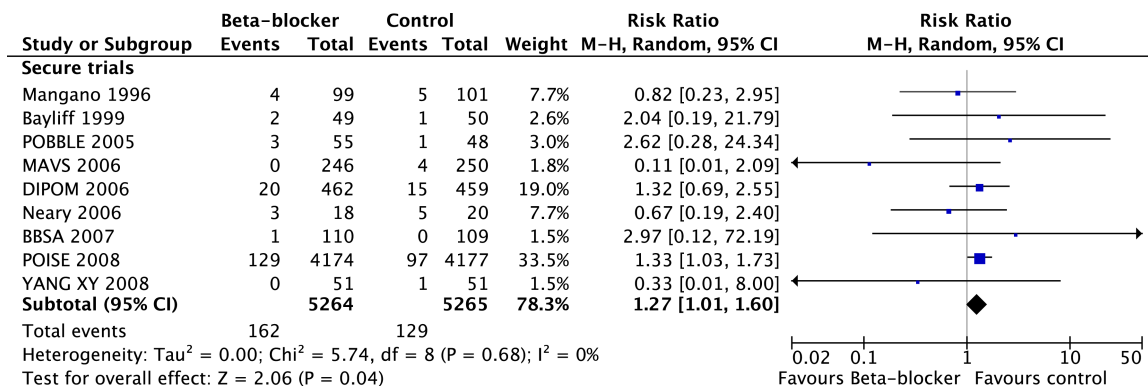 Beta-blocker Control Risk Ratio Risk Ratio
Study or Subgroup Events Total Events Total Weight M-H, Random, 95% CI M-H, Random, 95% CI
Secure trials
Mangano 1996 4 99 5 101 7.7% 0.82 [0.23, 2.95]
Bayliff 1999 2 49 1 50 2.6% 2.04 [0.19, 21.79]
POBBLE 2005 3 55 1 48 3.0% 2.62 [0.28, 24.34]
MAVS 2006 0 246 4 250 1.8% 0.11 [0.01, 2.09]
DIPOM 2006 20 462 15 459 19.0% 1.32 [0.69, 2.55]
Neary 2006 3 18 5 20 7.7% 0.67 [0.19, 2.40]
BBSA 2007 1 110 0 109 1.5% 2.97 [0.12, 72.19]
POISE 2008 129 4174 97 4177 33.5% 1.33 [1.03, 1.73]
YANG XY 2008 0 51 1 51 1.5% 0.33 [0.01, 8.00]
Subtotal (95% CI) 5264 5265 78.3% 1.27 [1.01, 1.60]
Total events 162 129
Heterogeneity: Tau² = 0.00; Chi² = 5.74, df = 8 (P = 0.68); I² = 0%
Test for overall effect: Z = 2.06 (P = 0.04)
0.02 0.1 1 10 50
Favours Beta-blocker Favours control